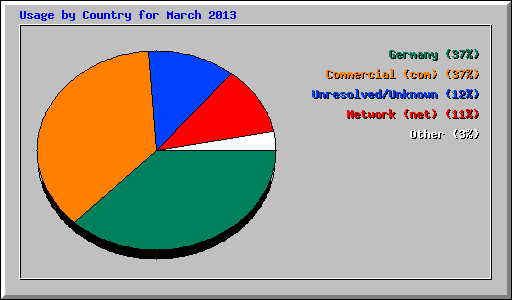 Usage by Country for March 2013
Germany (37%)
Commercial (com) (37%)
Unresolved/Unknown (12%)
Network (net) (11%)
Other (3%)